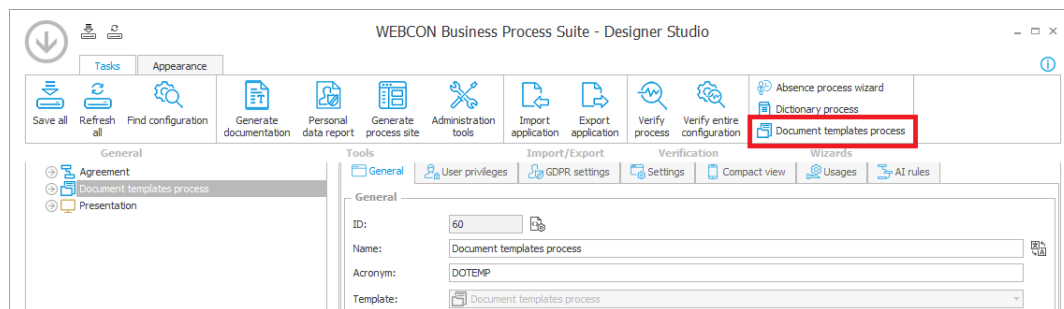 WEBCON Business Process Suite - Designer Studio
Tasks Appearance
Save all Refresh all Find configuration Generate documentation Personal data report Generate process site Administration tools Import application Export application Verify process Verify entire configuration
Absence process wizard
Dictionary process
Document templates process
General Tools Import/Export Verification Wizards
Agreement
Document templates process
Presentation
General User privileges GDPR settings Settings Compact view Usages AI rules
General
ID: 60
Name: Document templates process
Acronym: DOTEMP
Template: Document templates process